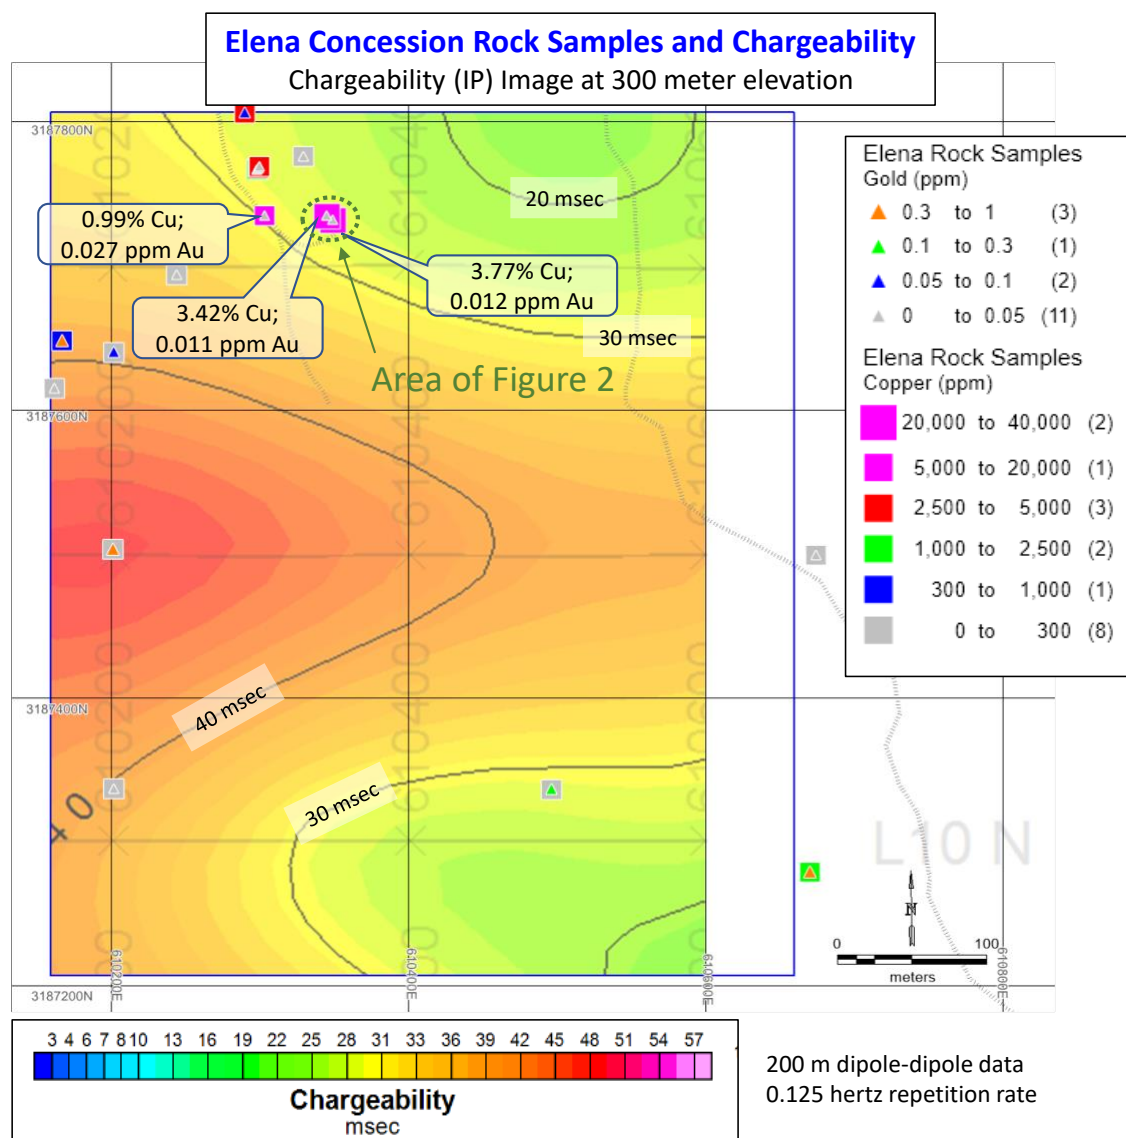 Elena Concession Rock Samples and Chargeability
Chargeability (IP) Image at 300 meter elevation
3187800N
610400
20 msec
0.99% Cu;
0.027 ppm Au
3.77% Cu;
0.012 ppm Au
3.42% Cu;
0.011 ppm Au
30 msec
Area of Figure 2
Elena Rock Samples
Gold (ppm)
0.3 to 1 (3)
0.1 to 0.3 (1)
0.05 to 0.1 (2)
0 to 0.05 (11)
Elena Rock Samples
Copper (ppm)
20,000 to 40,000 (2)
5,000 to 20,000 (1)
2,500 to 5,000 (3)
1,000 to 2,500 (2)
300 to 1,000 (1)
0 to 300 (8)
3187600N
610200
610400
3187400N
40 msec
610200
610400
30 msec
40
L10 N
N
0 100
meters
3187200N
610200E
610400E
610600E
610800E
3 4 6 7 8 10 13 16 19 22 25 28 31 33 36 39 42 45 48 51 54 57
Chargeability
msec
200 m dipole-dipole data
0.125 hertz repetition rate